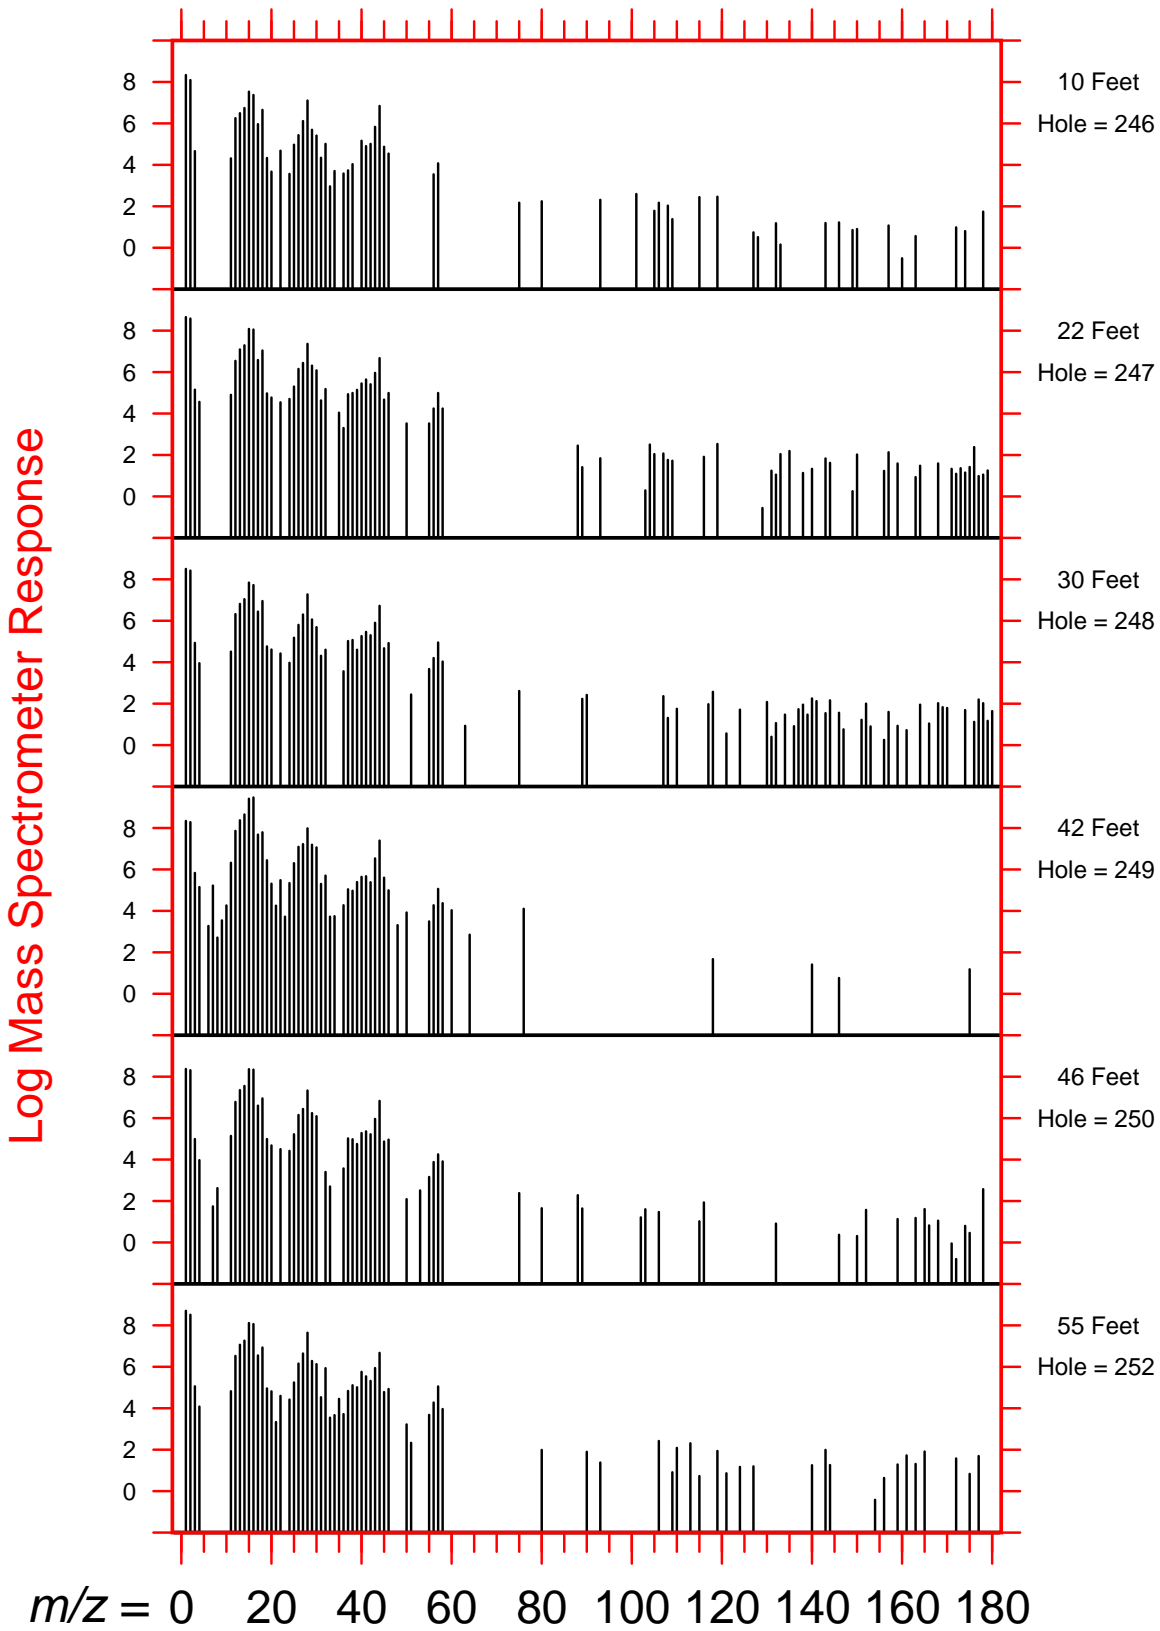 8
6
4
2
0
10 Feet
Hole = 246
8
6
4
2
0
22 Feet
Hole = 247
8
6
4
2
0
30 Feet
Hole = 248
8
6
4
2
0
42 Feet
Hole = 249
8
6
4
2
0
46 Feet
Hole = 250
8
6
4
2
0
55 Feet
Hole = 252
Log Mass Spectrometer Response
m/z = 0 20 40 60 80 100 120 140 160 180